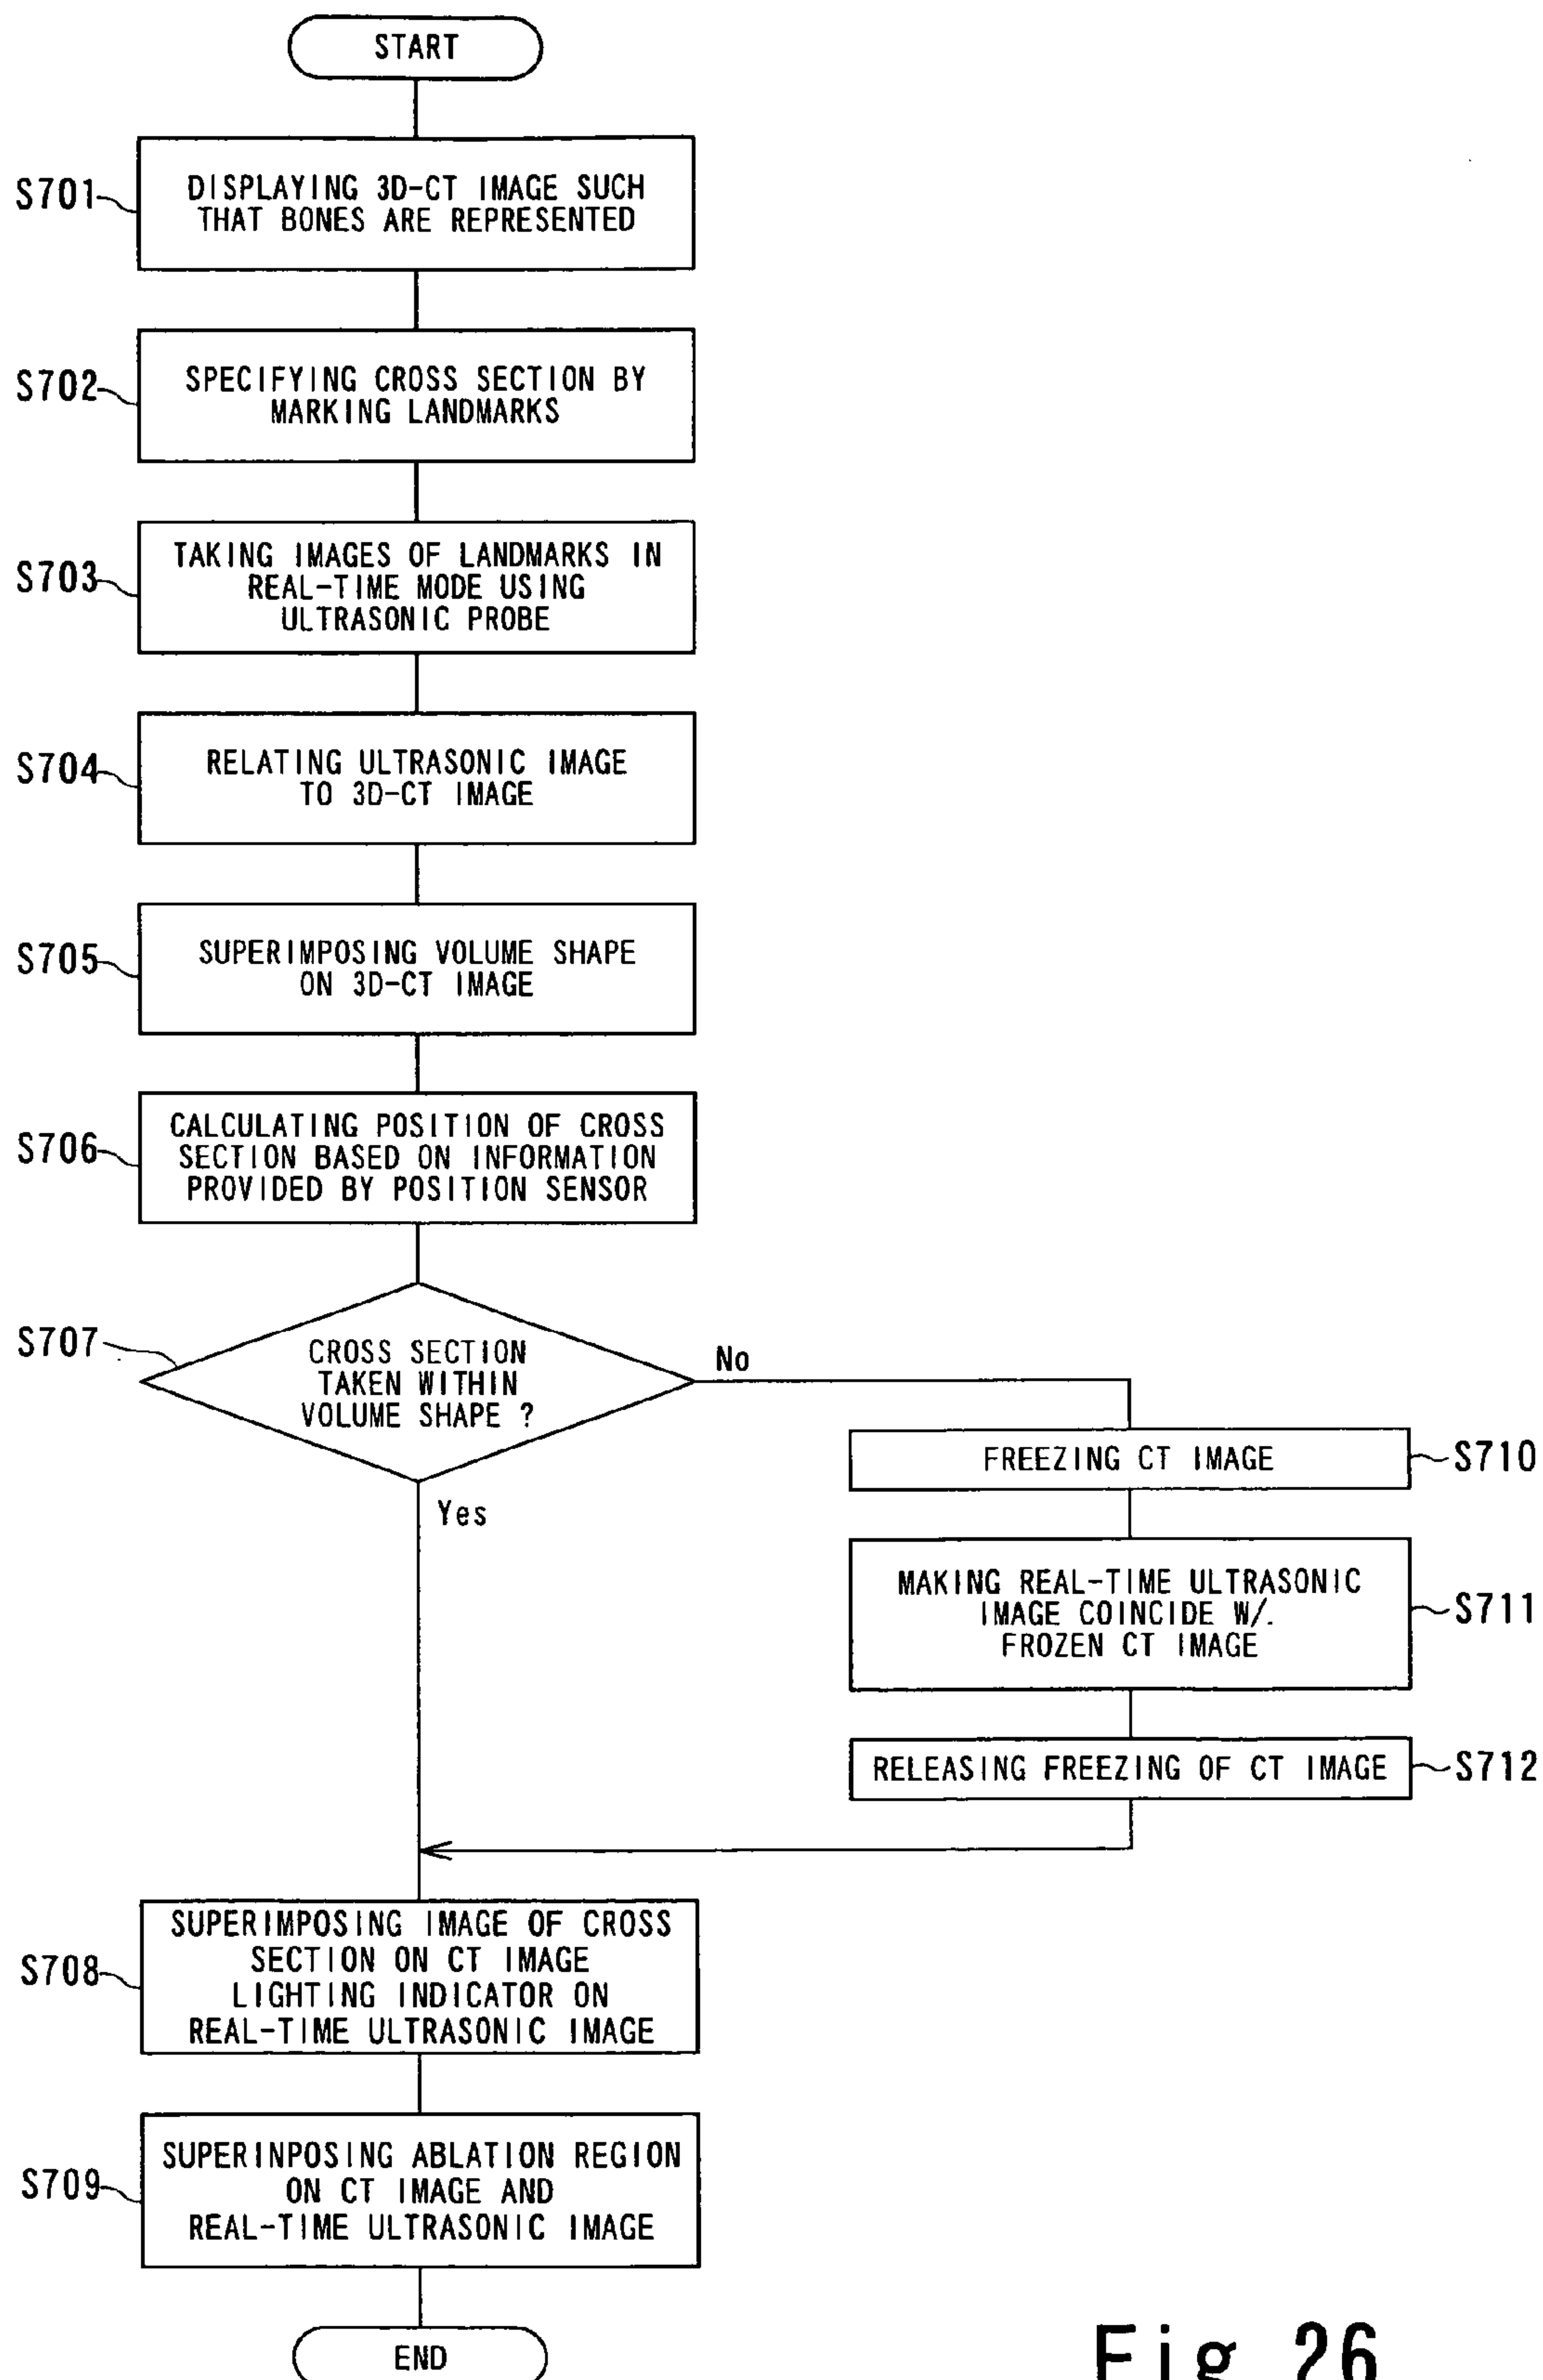 START
S701
DISPLAYING 3D-CT IMAGE SUCH
THAT BONES ARE REPRESENTED
S702
SPECIFYING CROSS SECTION BY
MARKING LANDMARKS
S703
TAKING IMAGES OF LANDMARKS IN
REAL-TIME MODE USING
ULTRASONIC PROBE
S704
RELATING ULTRASONIC IMAGE
TO 3D-CT IMAGE
S705
SUPERIMPOSING VOLUME SHAPE
ON 3D-CT IMAGE
S706
CALCULATING POSITION OF CROSS
SECTION BASED ON INFORMATION
PROVIDED BY POSITION SENSOR
S707
CROSS SECTION
TAKEN WITHIN
VOLUME SHAPE ?
No
Yes
FREEZING CT IMAGE
S710
MAKING REAL-TIME ULTRASONIC
IMAGE COINCIDE W/.
FROZEN CT IMAGE
S711
RELEASING FREEZING OF CT IMAGE
S712
S708
SUPERIMPOSING IMAGE OF CROSS
SECTION ON CT IMAGE
LIGHTING INDICATOR ON
REAL-TIME ULTRASONIC IMAGE
S709
SUPERINPOSING ABLATION REGION
ON CT IMAGE AND
REAL-TIME ULTRASONIC IMAGE
END
Fig 26